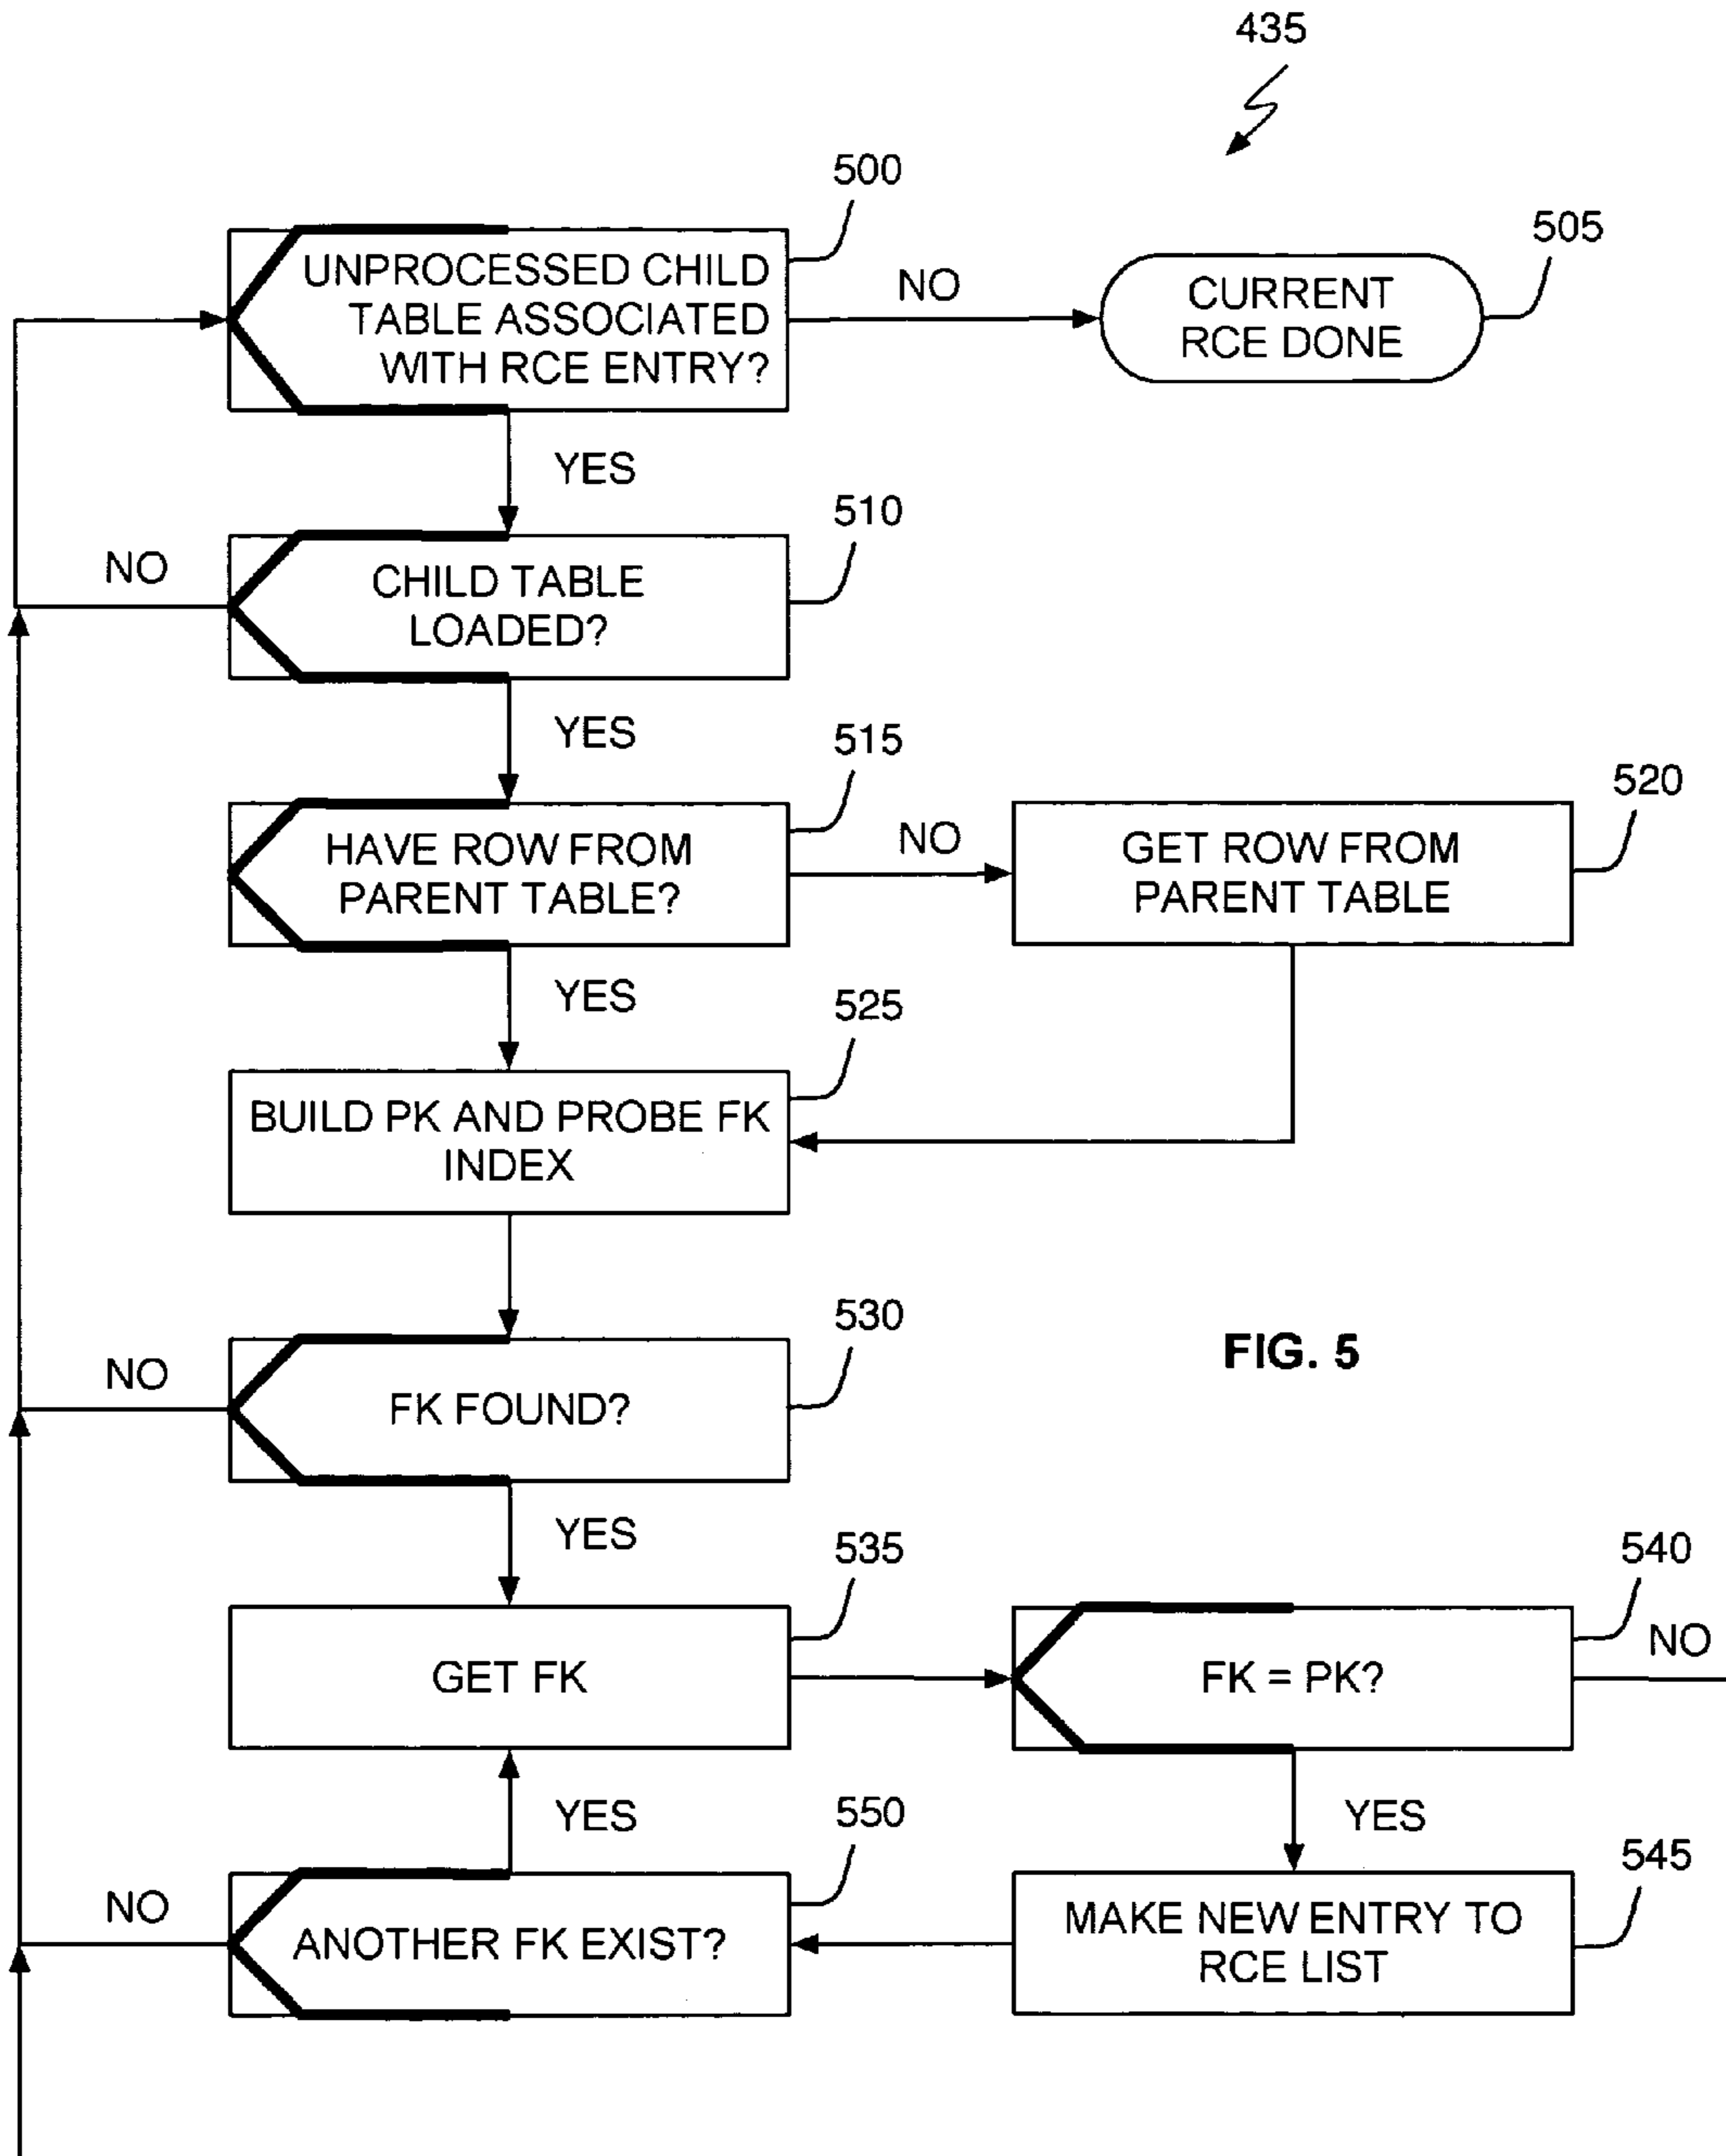 435
500
UNPROCESSED CHILD
TABLE ASSOCIATED
WITH RCE ENTRY?
NO
CURRENT
RCE DONE
505
YES
510
NO
CHILD TABLE
LOADED?
YES
515
HAVE ROW FROM
PARENT TABLE?
NO
GET ROW FROM
PARENT TABLE
520
YES
525
BUILD PK AND PROBE FK
INDEX
530
NO
FK FOUND?
FIG. 5
YES
535
GET FK
540
FK = PK?
NO
YES
YES
550
NO
ANOTHER FK EXIST?
545
MAKE NEW ENTRY TO
RCE LIST